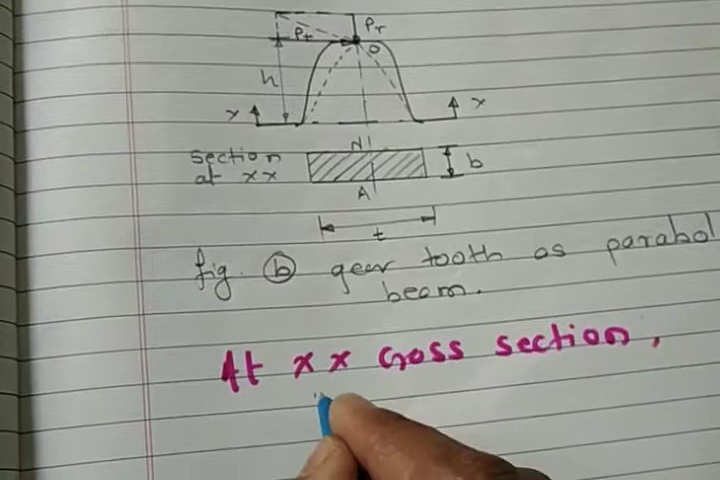 Pr
Pt
O
h
x x
N
section
at xx
b
A
t
fig. (b) gear tooth as parabol
beam.
At xx cross section,